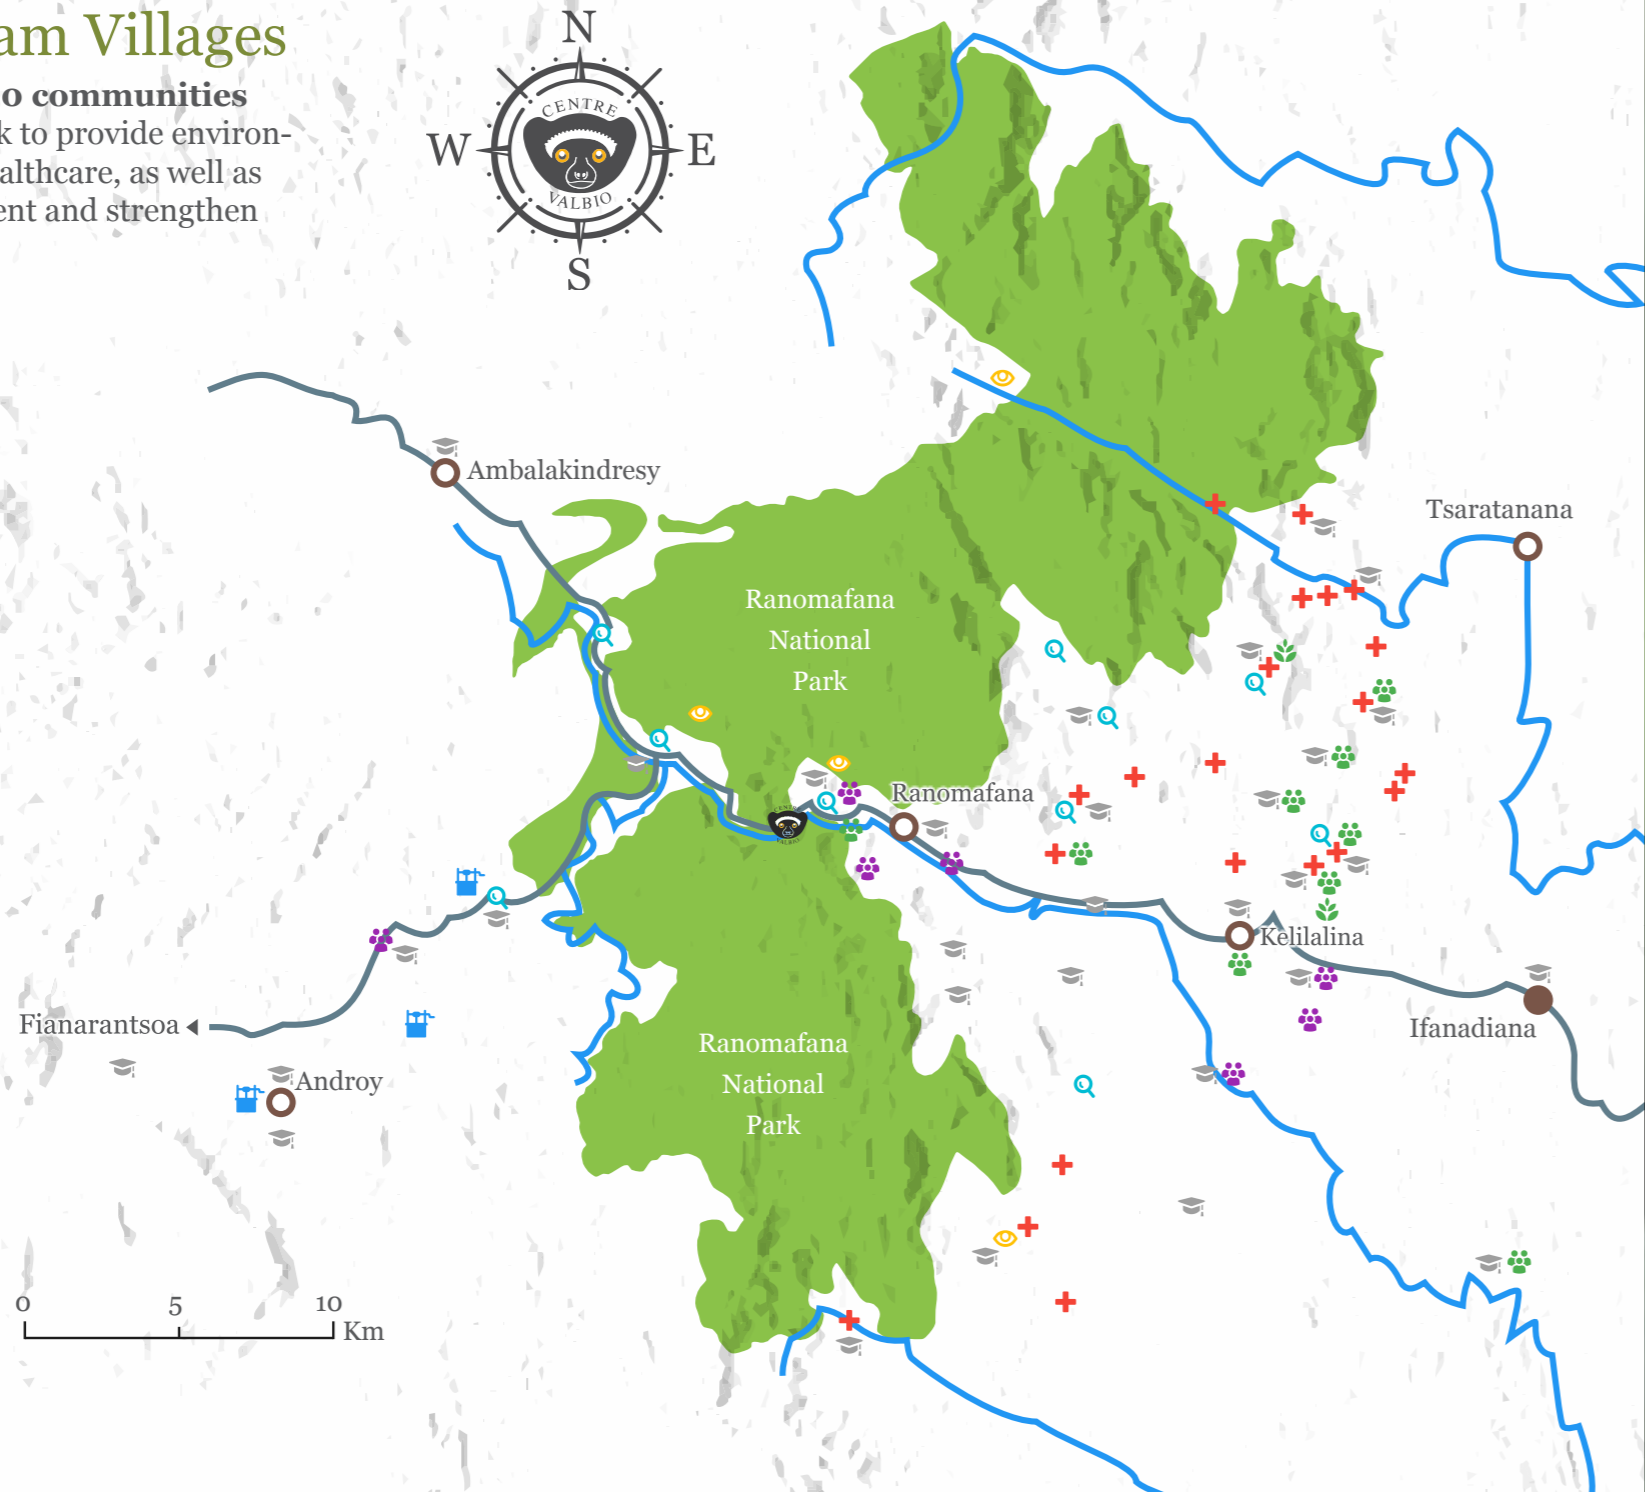 am Villages
0 communities
k to provide environ-
althcare, as well as
ent and strengthen
N
W
E
S
CENTRE
VALBIO
Ambalakindresy
Tsaratanana
Ranomafana
National
Park
Ranomafana
Kelilalina
Ifanadiana
Fianarantsoa
Androy
Ranomafana
National
Park
0 5 10
Km